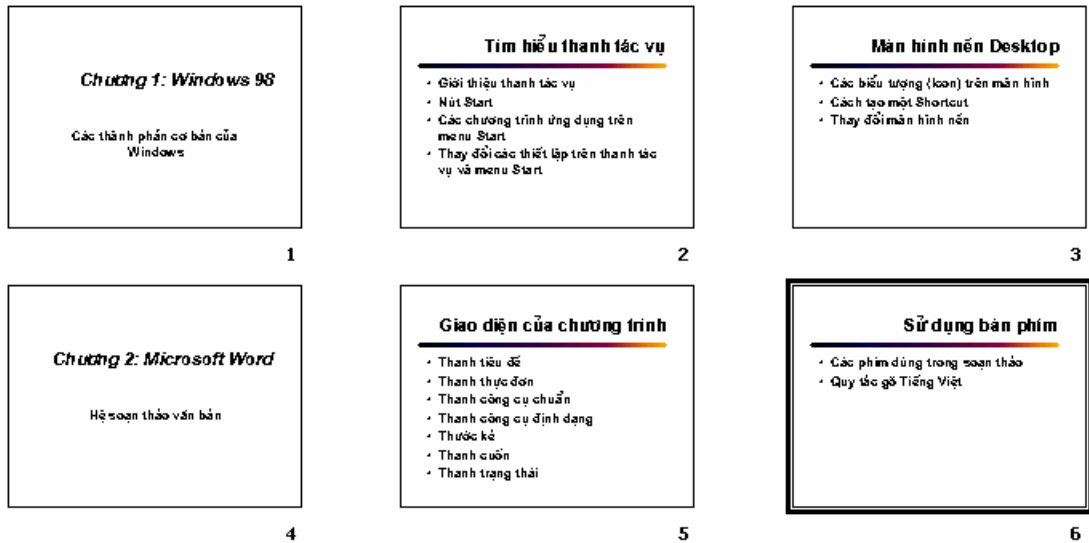 Chương 1: Windows 98
Các thành phần cơ bản của
Windows
1
Tìm hiểu thanh tác vụ
Giới thiệu thanh tác vụ
Nút Start
Các chương trình ứng dụng trên
menu Start
Thay đổi các thiết lập trên thanh tác
vụ và menu Start
2
Màn hình nền Desktop
Các biểu tượng (Icon) trên màn hình
Cách tạo một Shortcut
Thay đổi màn hình nền
3
Chương 2: Microsoft Word
Hệ soạn thảo văn bản
4
Giao diện của chương trình
Thanh tiêu đề
Thanh thực đơn
Thanh công cụ chuẩn
Thanh công cụ định dạng
Thước kẻ
Thanh cuốn
Thanh trạng thái
5
Sử dụng bàn phím
Các phím dùng trong soạn thảo
Quy tắc gõ Tiếng Việt
6